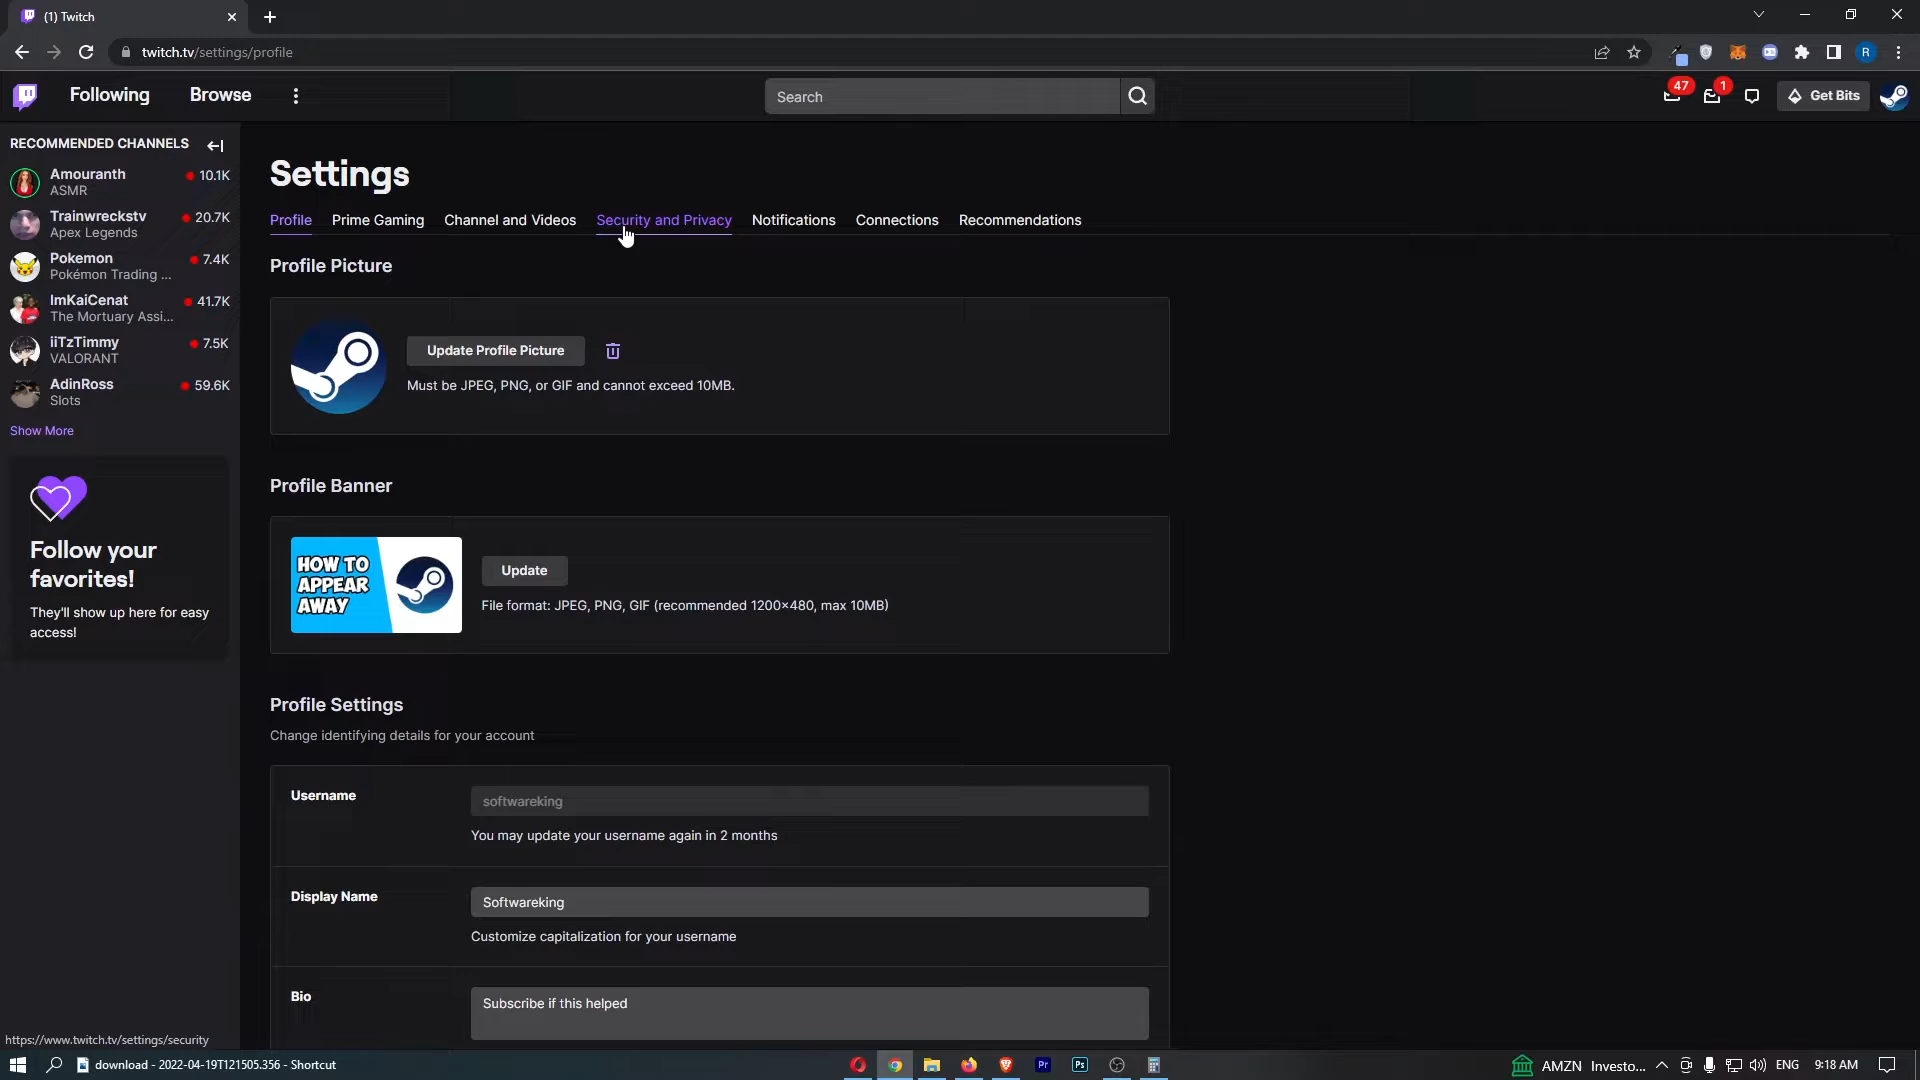 (1) Twitch
twitch.tv/settings/profile
R
Following
Browse
Search
47
1
Get Bits
RECOMMENDED CHANNELS
Amouranth
10.1K
ASMR
Trainwreckstv
20.7K
Apex Legends
Pokemon
7.4K
Pokémon Trading ...
ImKaiCenat
41.7K
The Mortuary Assi...
iiTzTimmy
7.5K
VALORANT
AdinRoss
59.6K
Slots
Show More
Follow your
favorites!
They'll show up here for easy
access!
Settings
Profile
Prime Gaming
Channel and Videos
Security and Privacy
Notifications
Connections
Recommendations
Profile Picture
Update Profile Picture
Must be JPEG, PNG, or GIF and cannot exceed 10MB.
Profile Banner
HOW TO
APPEAR
AWAY
Update
File format: JPEG, PNG, GIF (recommended 1200×480, max 10MB)
Profile Settings
Change identifying details for your account
Username
softwareking
You may update your username again in 2 months
Display Name
Softwareking
Customize capitalization for your username
Bio
Subscribe if this helped
https://www.twitch.tv/settings/security
download - 2022-04-19T121505.356 - Shortcut
Pr
Ps
AMZN
Investo...
ENG
9:18 AM